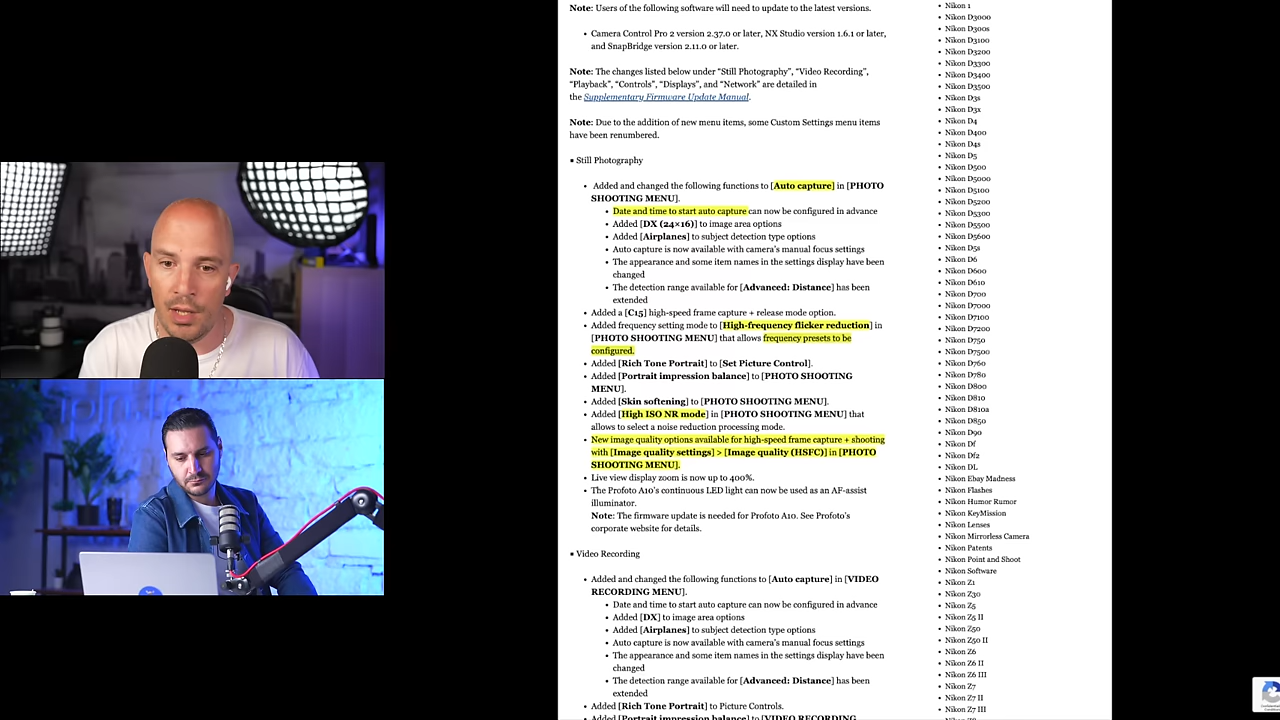 Note: Users of the following software will need to update to the latest versions.
• Camera Control Pro 2 version 2.37.0 or later, NX Studio version 1.6.1 or later,
and SnapBridge version 2.11.0 or later.
Note: The changes listed below under “Still Photography”, “Video Recording”,
“Playback”, “Controls”, “Displays”, and “Network” are detailed in
the Supplementary Firmware Update Manual.
Note: Due to the addition of new menu items, some Custom Settings menu items
have been renumbered.
▪ Still Photography
• Added and changed the following functions to [Auto capture] in [PHOTO
SHOOTING MENU].
• Date and time to start auto capture can now be configured in advance
• Added [DX (24×16)] to image area options
• Added [Airplanes] to subject detection type options
• Auto capture is now available with camera’s manual focus settings
• The appearance and some item names in the settings display have been
changed
• The detection range available for [Advanced: Distance] has been
extended
• Added a [C15] high-speed frame capture + release mode option.
• Added frequency setting mode to [High-frequency flicker reduction] in
[PHOTO SHOOTING MENU] that allows frequency presets to be
configured.
• Added [Rich Tone Portrait] to [Set Picture Control].
• Added [Portrait impression balance] to [PHOTO SHOOTING
MENU].
• Added [Skin softening] to [PHOTO SHOOTING MENU].
• Added [High ISO NR mode] in [PHOTO SHOOTING MENU] that
allows to select a noise reduction processing mode.
• New image quality options available for high-speed frame capture + shooting
with [Image quality settings] > [Image quality (HSFC)] in [PHOTO
SHOOTING MENU].
• Live view display zoom is now up to 400%.
• The Profoto A10’s continuous LED light can now be used as an AF-assist
illuminator.
Note: The firmware update is needed for Profoto A10. See Profoto’s
corporate website for details.
▪ Video Recording
• Added and changed the following functions to [Auto capture] in [VIDEO
RECORDING MENU].
• Date and time to start auto capture can now be configured in advance
• Added [DX] to image area options
• Added [Airplanes] to subject detection type options
• Auto capture is now available with camera’s manual focus settings
• The appearance and some item names in the settings display have been
changed
• The detection range available for [Advanced: Distance] has been
extended
• Added [Rich Tone Portrait] to Picture Controls.
• Added [Portrait impression balance] to [VIDEO RECORDING
• Nikon 1
• Nikon D3000
• Nikon D300s
• Nikon D3100
• Nikon D3200
• Nikon D3300
• Nikon D3400
• Nikon D3500
• Nikon D3s
• Nikon D3x
• Nikon D4
• Nikon D400
• Nikon D4s
• Nikon D5
• Nikon D500
• Nikon D5000
• Nikon D5100
• Nikon D5200
• Nikon D5300
• Nikon D5500
• Nikon D5600
• Nikon D5s
• Nikon D6
• Nikon D600
• Nikon D610
• Nikon D700
• Nikon D7000
• Nikon D7100
• Nikon D7200
• Nikon D750
• Nikon D7500
• Nikon D760
• Nikon D780
• Nikon D800
• Nikon D810
• Nikon D810a
• Nikon D850
• Nikon D90
• Nikon Df
• Nikon Df2
• Nikon DL
• Nikon Ebay Madness
• Nikon Flashes
• Nikon Humor Rumor
• Nikon KeyMission
• Nikon Lenses
• Nikon Mirrorless Camera
• Nikon Patents
• Nikon Point and Shoot
• Nikon Software
• Nikon Z1
• Nikon Z30
• Nikon Z5
• Nikon Z5 II
• Nikon Z50
• Nikon Z50 II
• Nikon Z6
• Nikon Z6 II
• Nikon Z6 III
• Nikon Z7
• Nikon Z7 II
• Nikon Z7 III